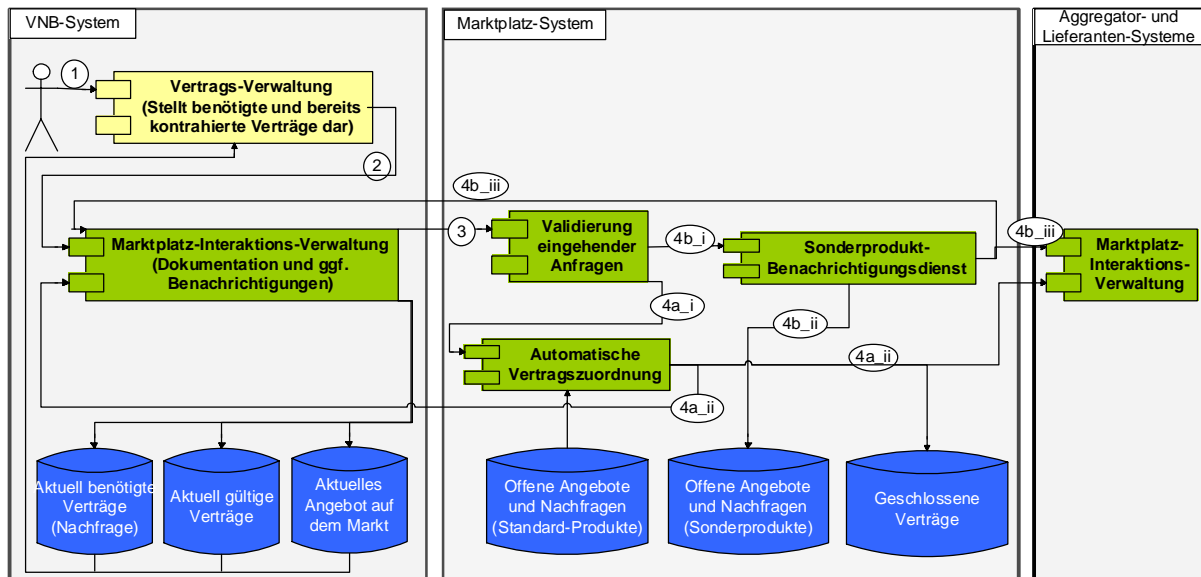 VNB-System
Marktplatz-System
Aggregator- und
Lieferanten-Systeme
1
Vertrags-Verwaltung
(Stellt benötigte und bereits
kontrahierte Verträge dar)
2
4b_iii
3
Validierung
eingehender
Anfragen
4b_i
Sonderprodukt-
Benachrichtigungsdienst
4b_iii
Marktplatz-
Interaktions-
Verwaltung
Marktplatz-Interaktions-Verwaltung
(Dokumentation und ggf.
Benachrichtigungen)
4a_i
4b_ii
Automatische
Vertragszuordnung
4a_ii
4a_ii
Aktuell benötigte
Verträge
(Nachfrage)
Aktuell gültige
Verträge
Aktuelles
Angebot auf
dem Markt
Offene Angebote
und Nachfragen
(Standard-Produkte)
Offene Angebote
und Nachfragen
(Sonderprodukte)
Geschlossene
Verträge